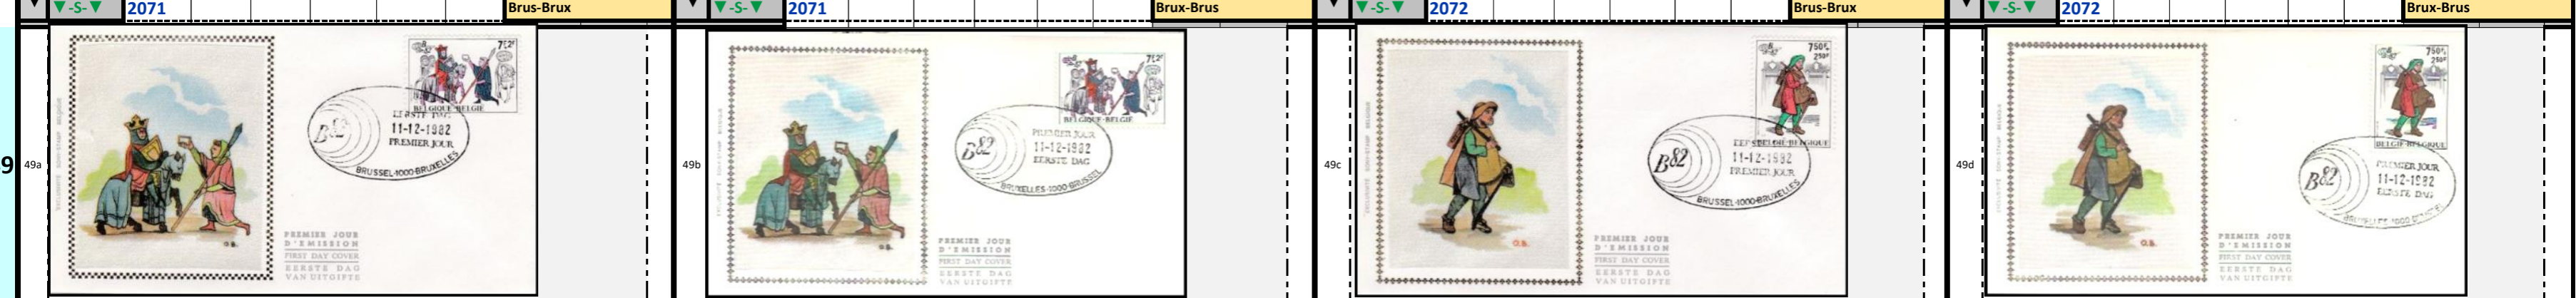 ▼ ▼ -S- ▼ 2071 Brus-Brux
▼ ▼ -S- ▼ 2071 Brux-Brus
▼ ▼ -S- ▼ 2072 Brus-Brux
▼ ▼ -S- ▼ 2072 Brux-Brus
9
49a
BELGIQUE-BELGIE
B82
EERSTE DAG
11-12-1982
PREMIER JOUR
BRUSSEL-1000-BRUXELLES
O.B.
PREMIER JOUR
D'EMISSION
FIRST DAY COVER
EERSTE DAG
VAN UITGIFTE
49b
BELGIQUE-BELGIE
B82
PREMIER JOUR
11-12-1982
EERSTE DAG
BRUXELLES-1000-BRUSSEL
O.B.
PREMIER JOUR
D'EMISSION
FIRST DAY COVER
EERSTE DAG
VAN UITGIFTE
49c
750F
250F
BELGIE-BELGIQUE
B82
11-12-1982
PREMIER JOUR
BRUSSEL-1000-BRUXELLES
O.B.
PREMIER JOUR
D'EMISSION
FIRST DAY COVER
EERSTE DAG
VAN UITGIFTE
49d
750F
250F
BELGIE-BELGIQUE
B82
PREMIER JOUR
11-12-1982
EERSTE DAG
O.B.
PREMIER JOUR
D'EMISSION
FIRST DAY COVER
EERSTE DAG
VAN UITGIFTE